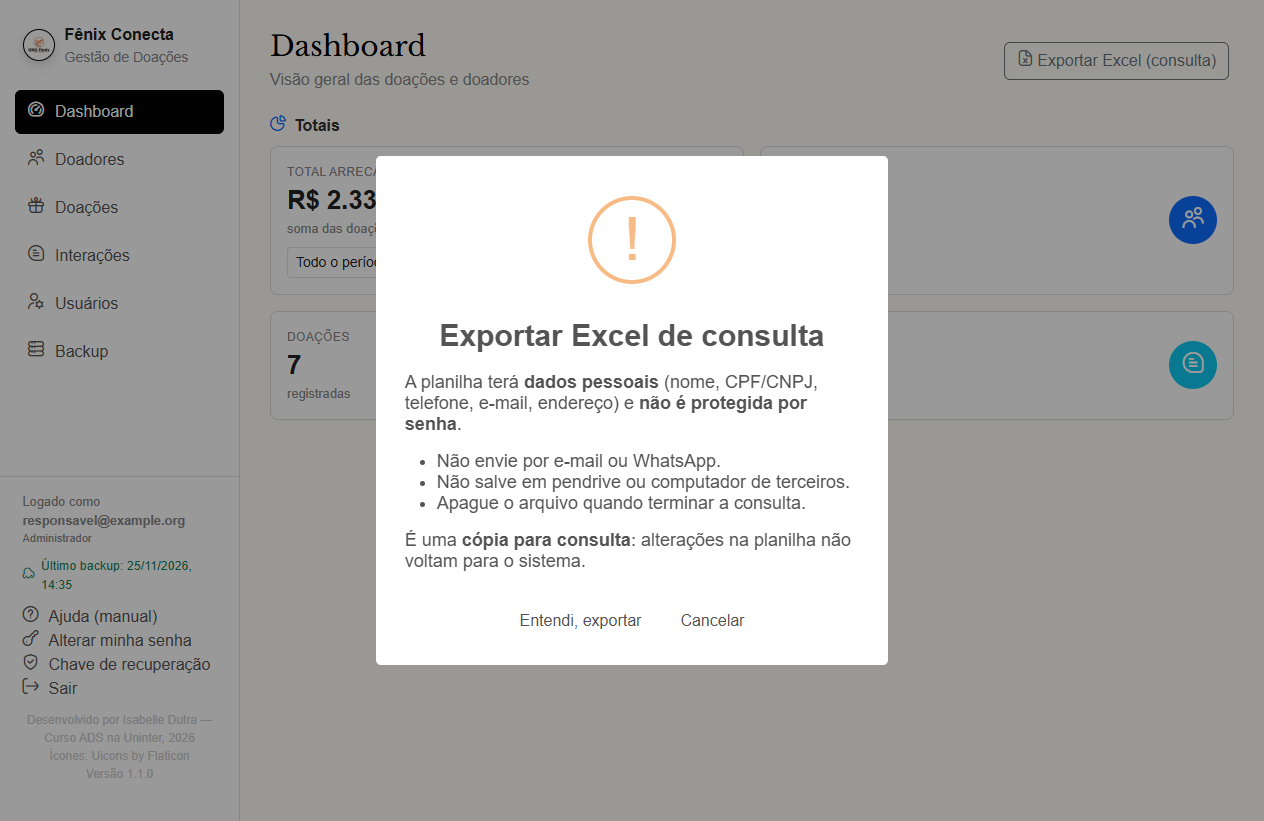 Fênix Conecta
Gestão de Doações
Dashboard
Doadores
Doações
Interações
Usuários
Backup
Logado como
responsavel@example.org
Administrador
Último backup: 25/11/2026,
14:35
Ajuda (manual)
Alterar minha senha
Chave de recuperação
Sair
Desenvolvido por Isabelle Dutra —
Curso ADS na Uninter, 2026
Ícones: Uicons by Flaticon
Versão 1.1.0
Dashboard
Visão geral das doações e doadores
Exportar Excel (consulta)
Totais
TOTAL ARRECA
R$ 2.33
soma das doaç
Todo o períod
DOAÇÕES
7
registradas
!
Exportar Excel de consulta
A planilha terá dados pessoais (nome, CPF/CNPJ,
telefone, e-mail, endereço) e não é protegida por
senha.
• Não envie por e-mail ou WhatsApp.
• Não salve em pendrive ou computador de terceiros.
• Apague o arquivo quando terminar a consulta.
É uma cópia para consulta: alterações na planilha não
voltam para o sistema.
Entendi, exportar
Cancelar